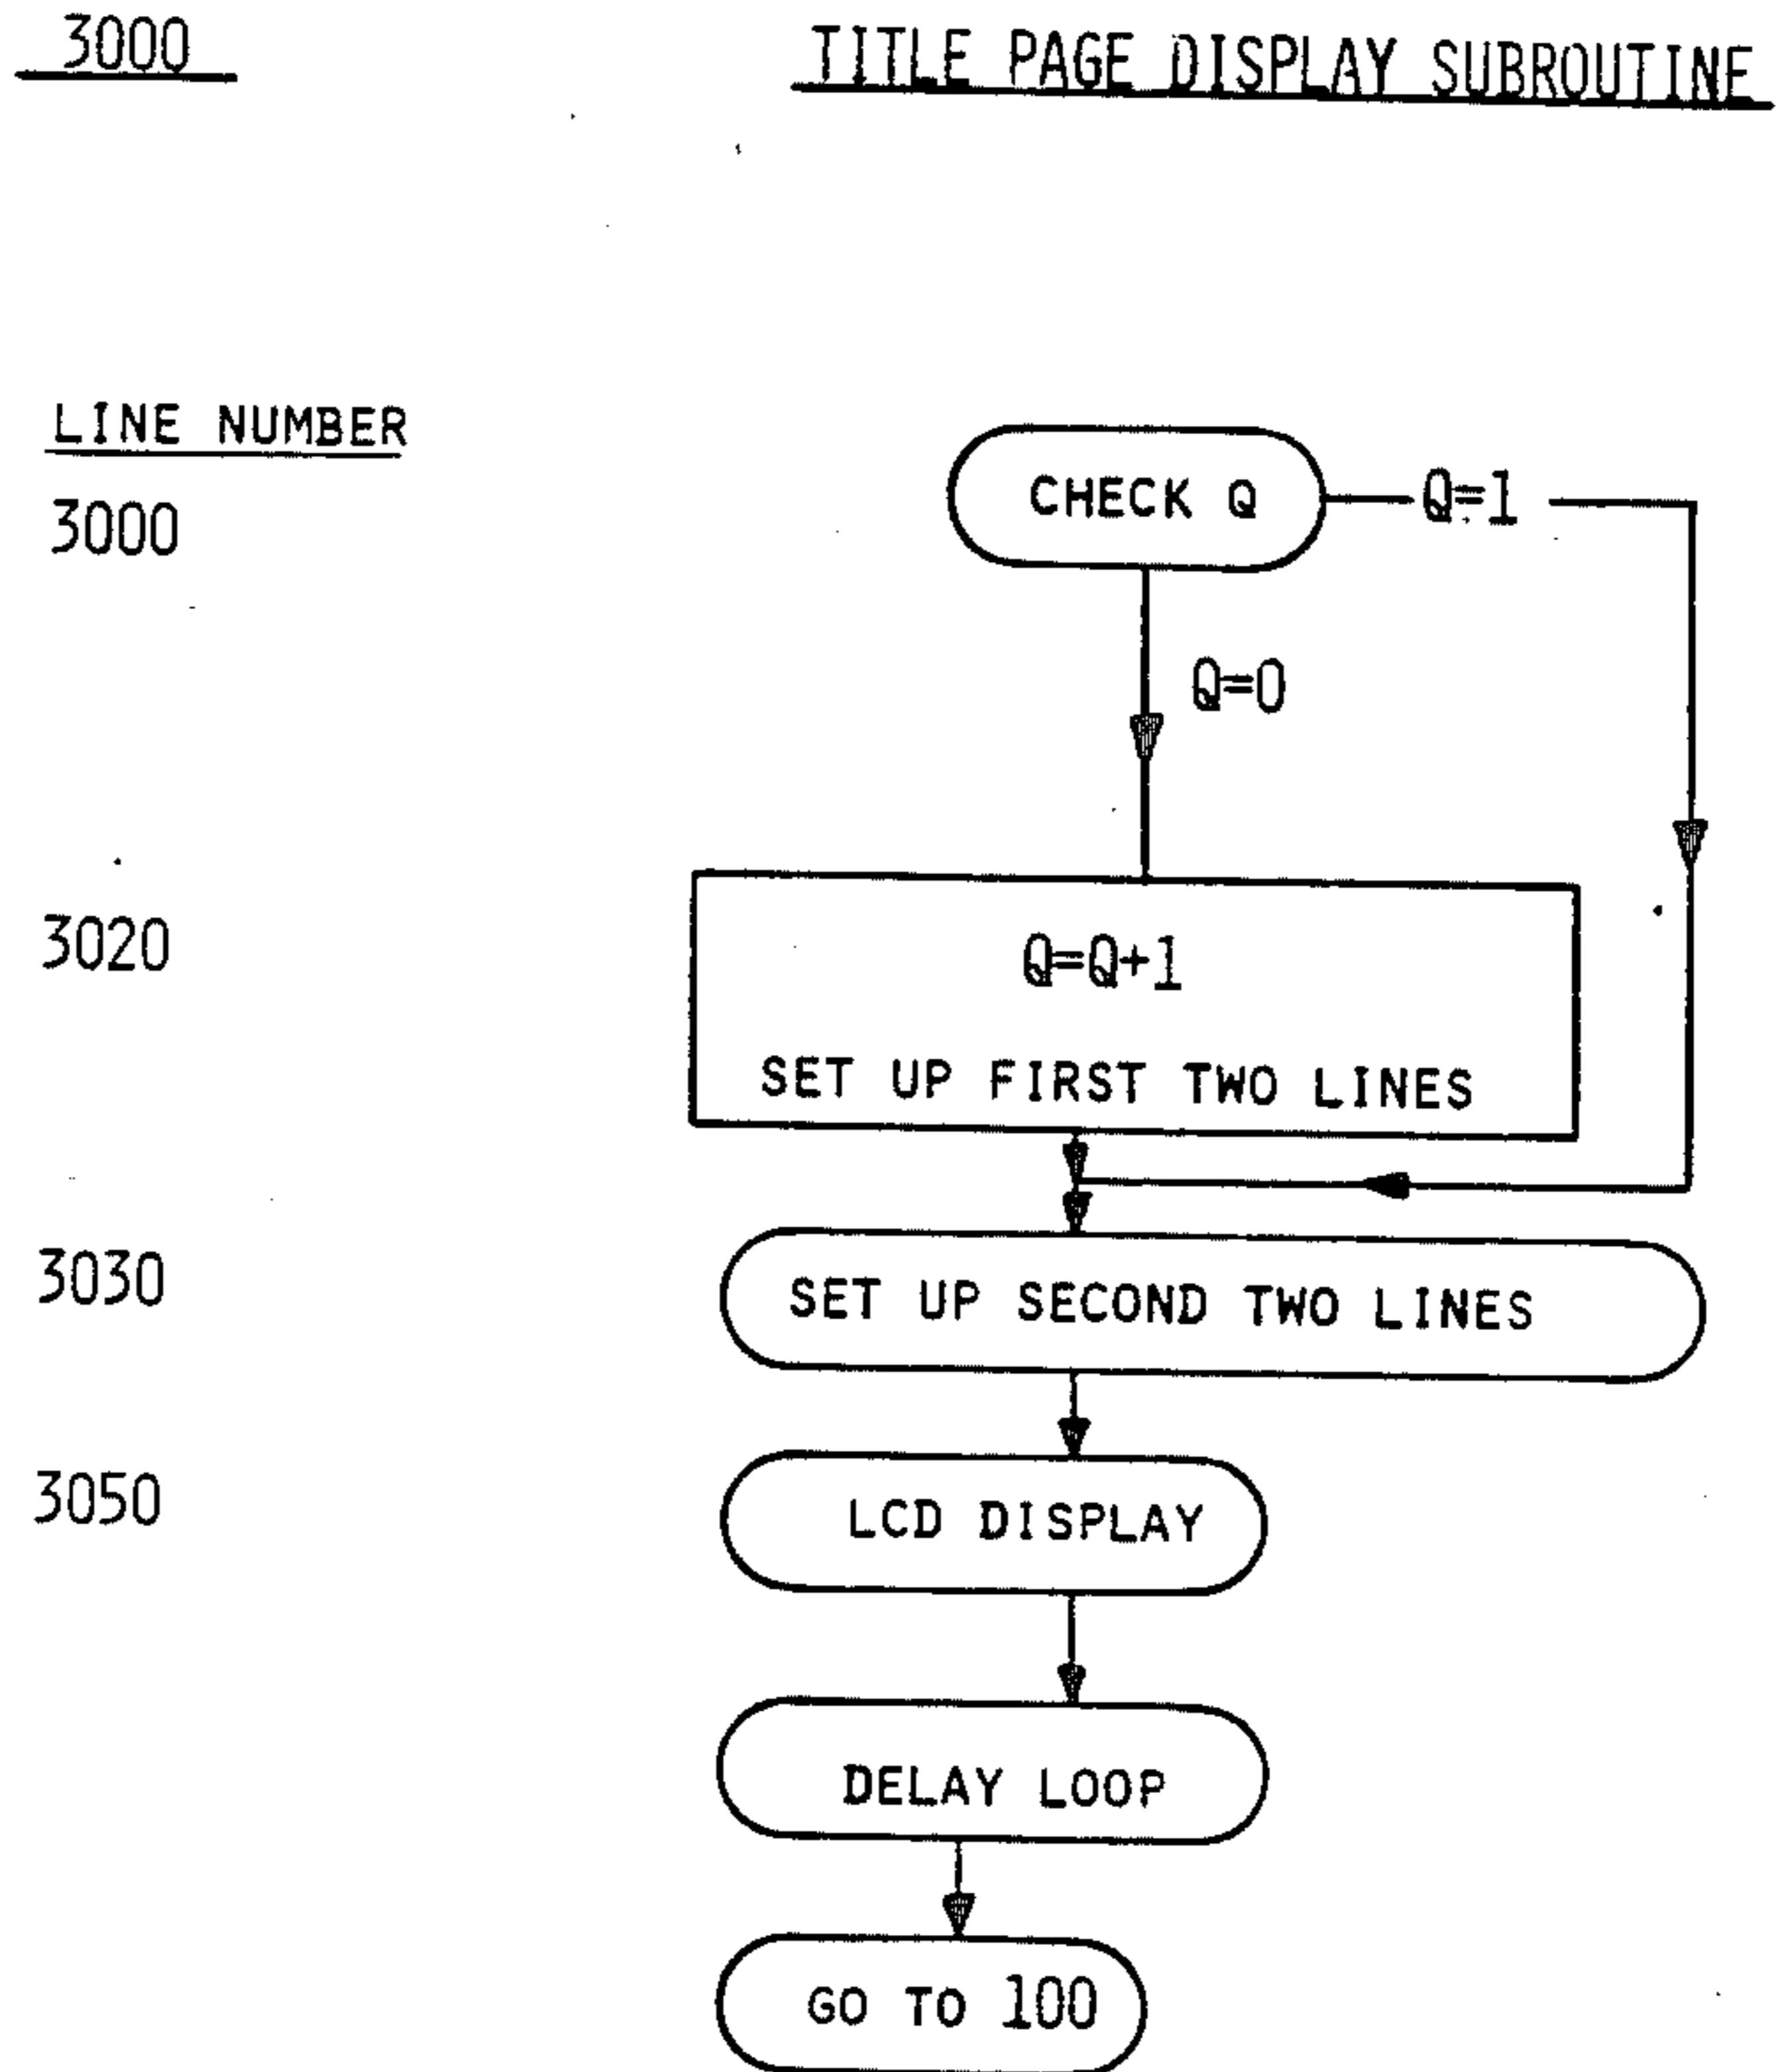 3000 TITLE PAGE DISPLAY SUBROUTINE
LINE NUMBER
3000 CHECK Q Q=1
Q=0
3020 Q=Q+1
SET UP FIRST TWO LINES
3030 SET UP SECOND TWO LINES
3050 LCD DISPLAY
DELAY LOOP
GO TO 100